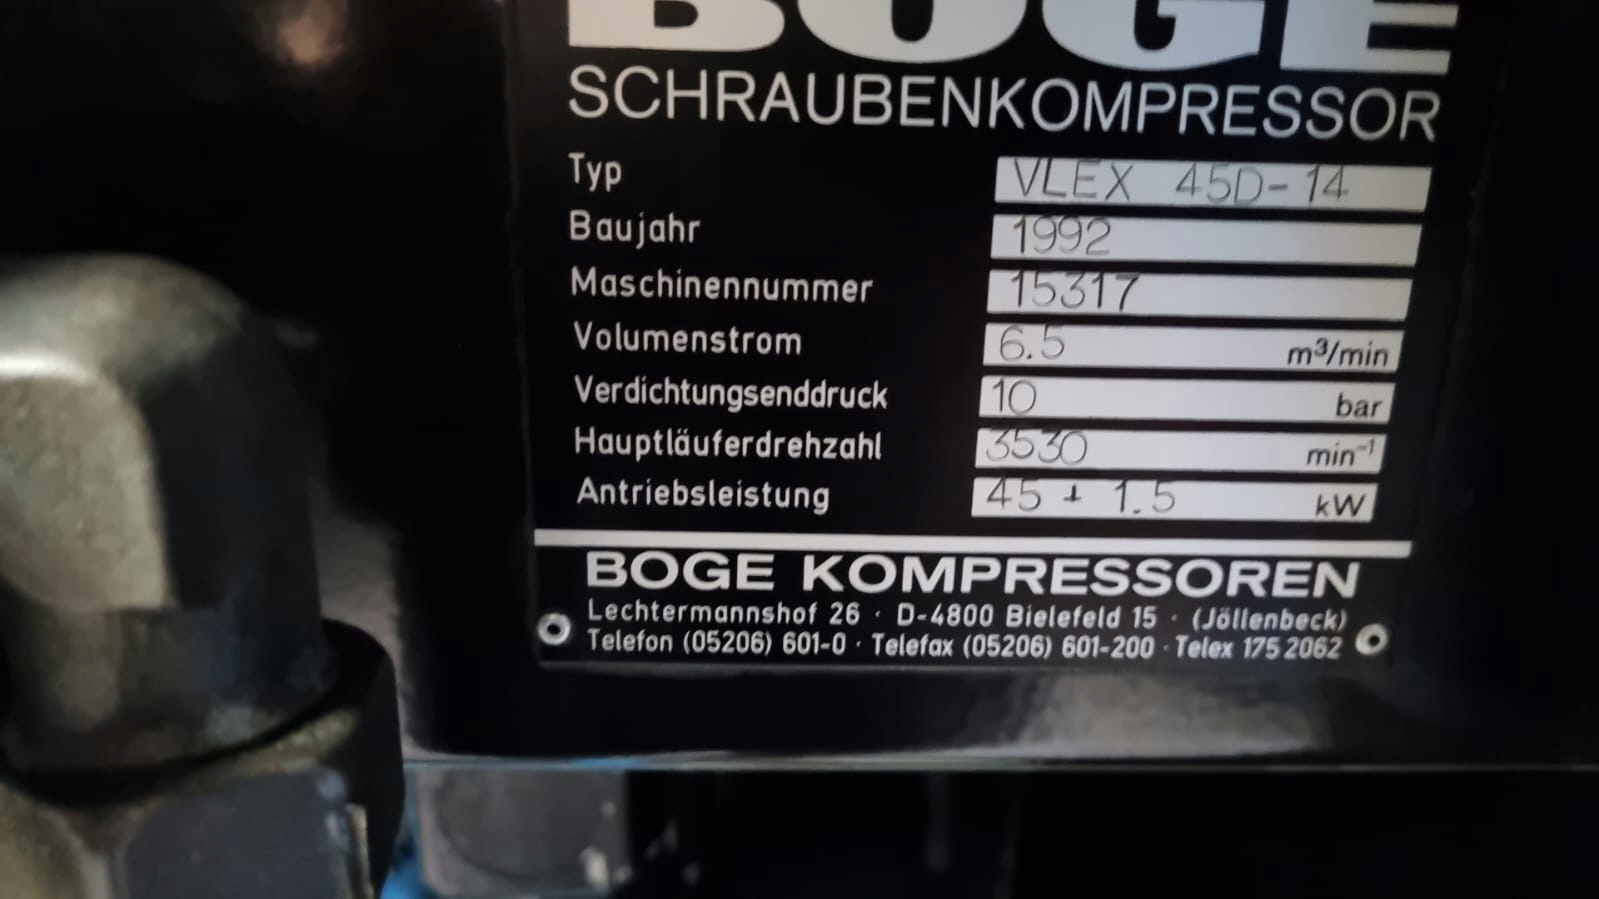 BOGE
SCHRAUBENKOMPRESSOR
Typ VLEX 45D-14
Baujahr 1992
Maschinennummer 15317
Volumenstrom 6.5 m³/min
Verdichtungsenddruck 10 bar
Hauptläuferdrehzahl 3530 min⁻¹
Antriebsleistung 45 + 1.5 kW
BOGE KOMPRESSOREN
Lechtermannshof 26 · D-4800 Bielefeld 15 · (Jöllenbeck)
Telefon (05206) 601-0 · Telefax (05206) 601-200 · Telex 175 2062